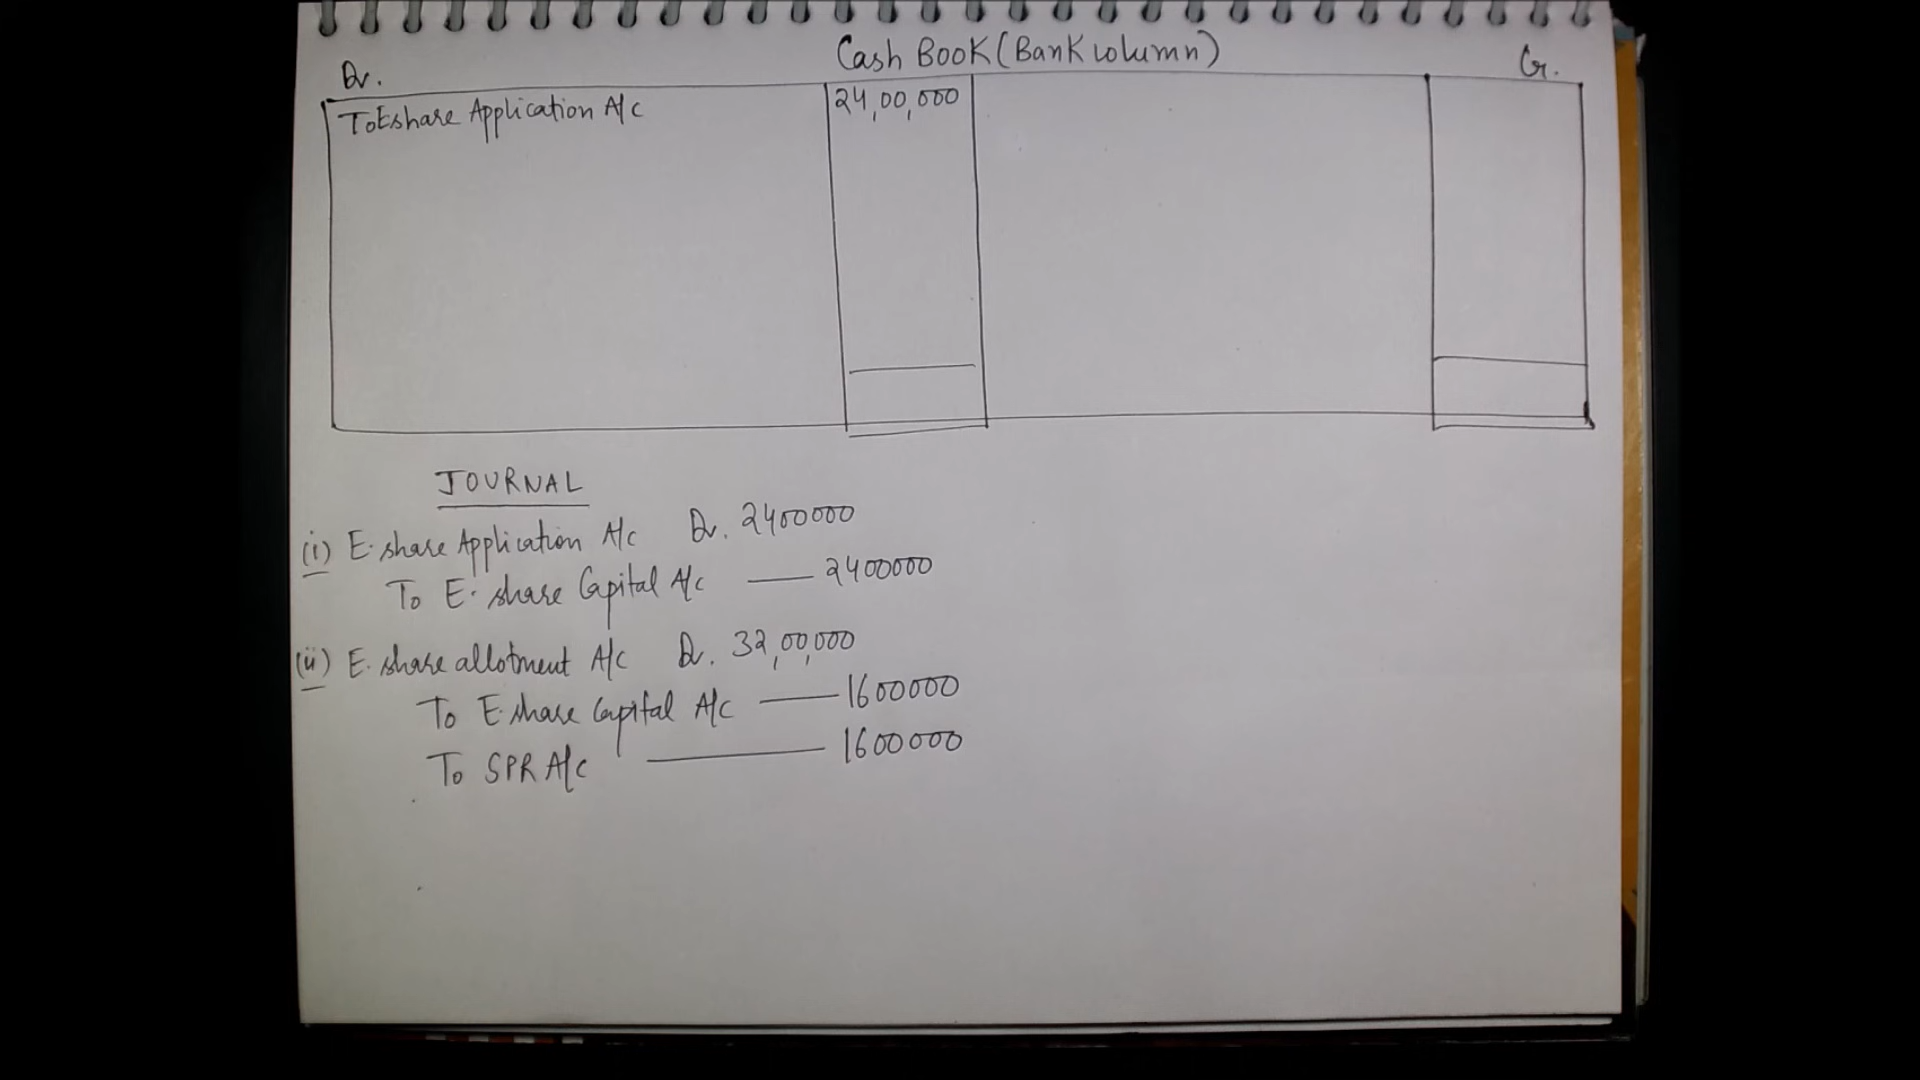 Cash Book (Bank column)
Dr.
Cr.
To E share Application A/c 24,00,000
JOURNAL
(i) E. share Application A/c Dr. 2400000
To E. share Capital A/c —— 2400000
(ii) E. share allotment A/c Dr. 32,00,000
To E. share Capital A/c —— 1600000
To SPR A/c —— 1600000